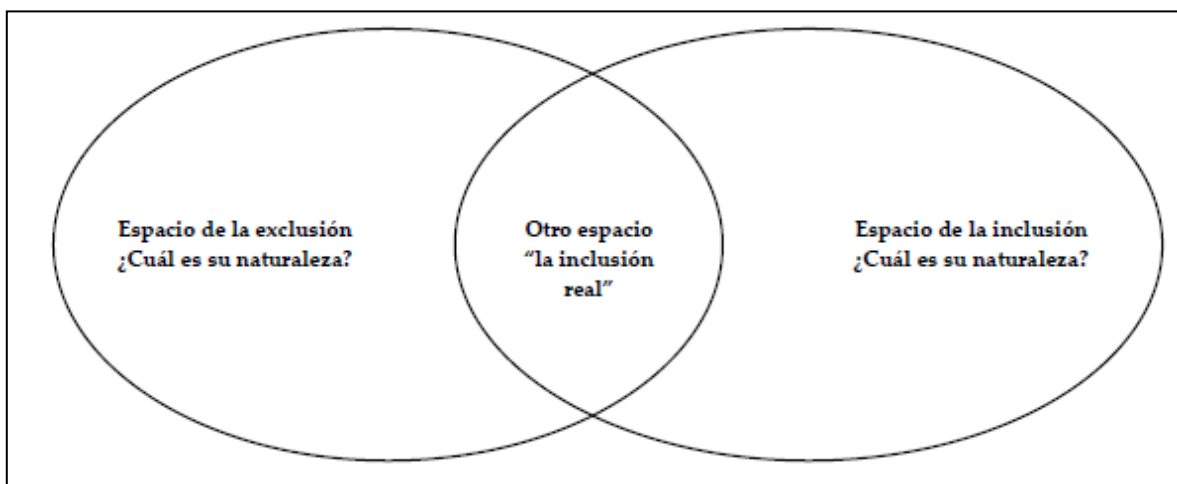 Espacio de la exclusión
¿Cuál es su naturaleza?
Otro espacio
“la inclusión
real”
Espacio de la inclusión
¿Cuál es su naturaleza?